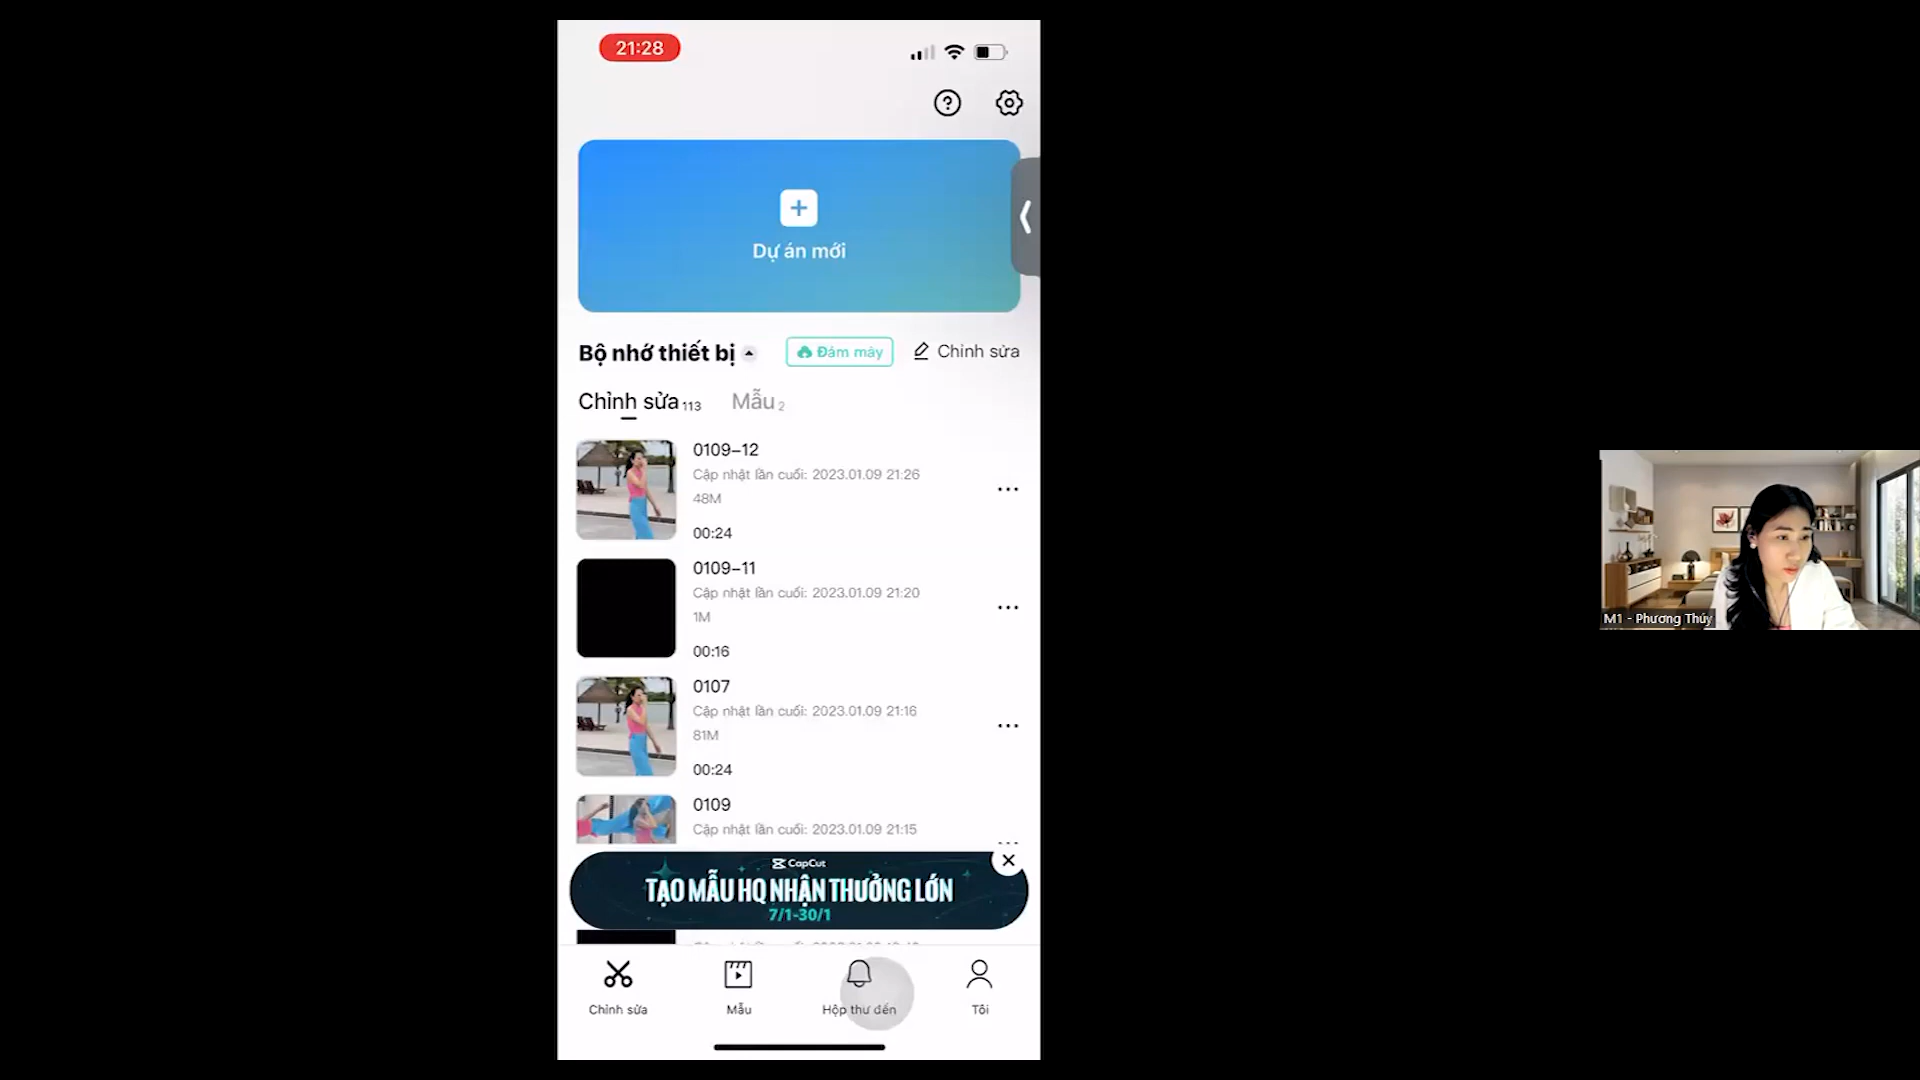 21:28
Dự án mới
Bộ nhớ thiết bị
Đám mây
Chỉnh sửa
Chỉnh sửa 113
Mẫu 2
0109-12
Cập nhật lần cuối: 2023.01.09 21:26
48M
00:24
0109-11
Cập nhật lần cuối: 2023.01.09 21:20
1M
00:16
0107
Cập nhật lần cuối: 2023.01.09 21:16
81M
00:24
0109
Cập nhật lần cuối: 2023.01.09 21:15
CapCut
TẠO MẪU HQ NHẬN THƯỞNG LỚN
7/1-30/1
Chỉnh sửa
Mẫu
Hộp thư đến
Tôi
M1 - Phương Thúy